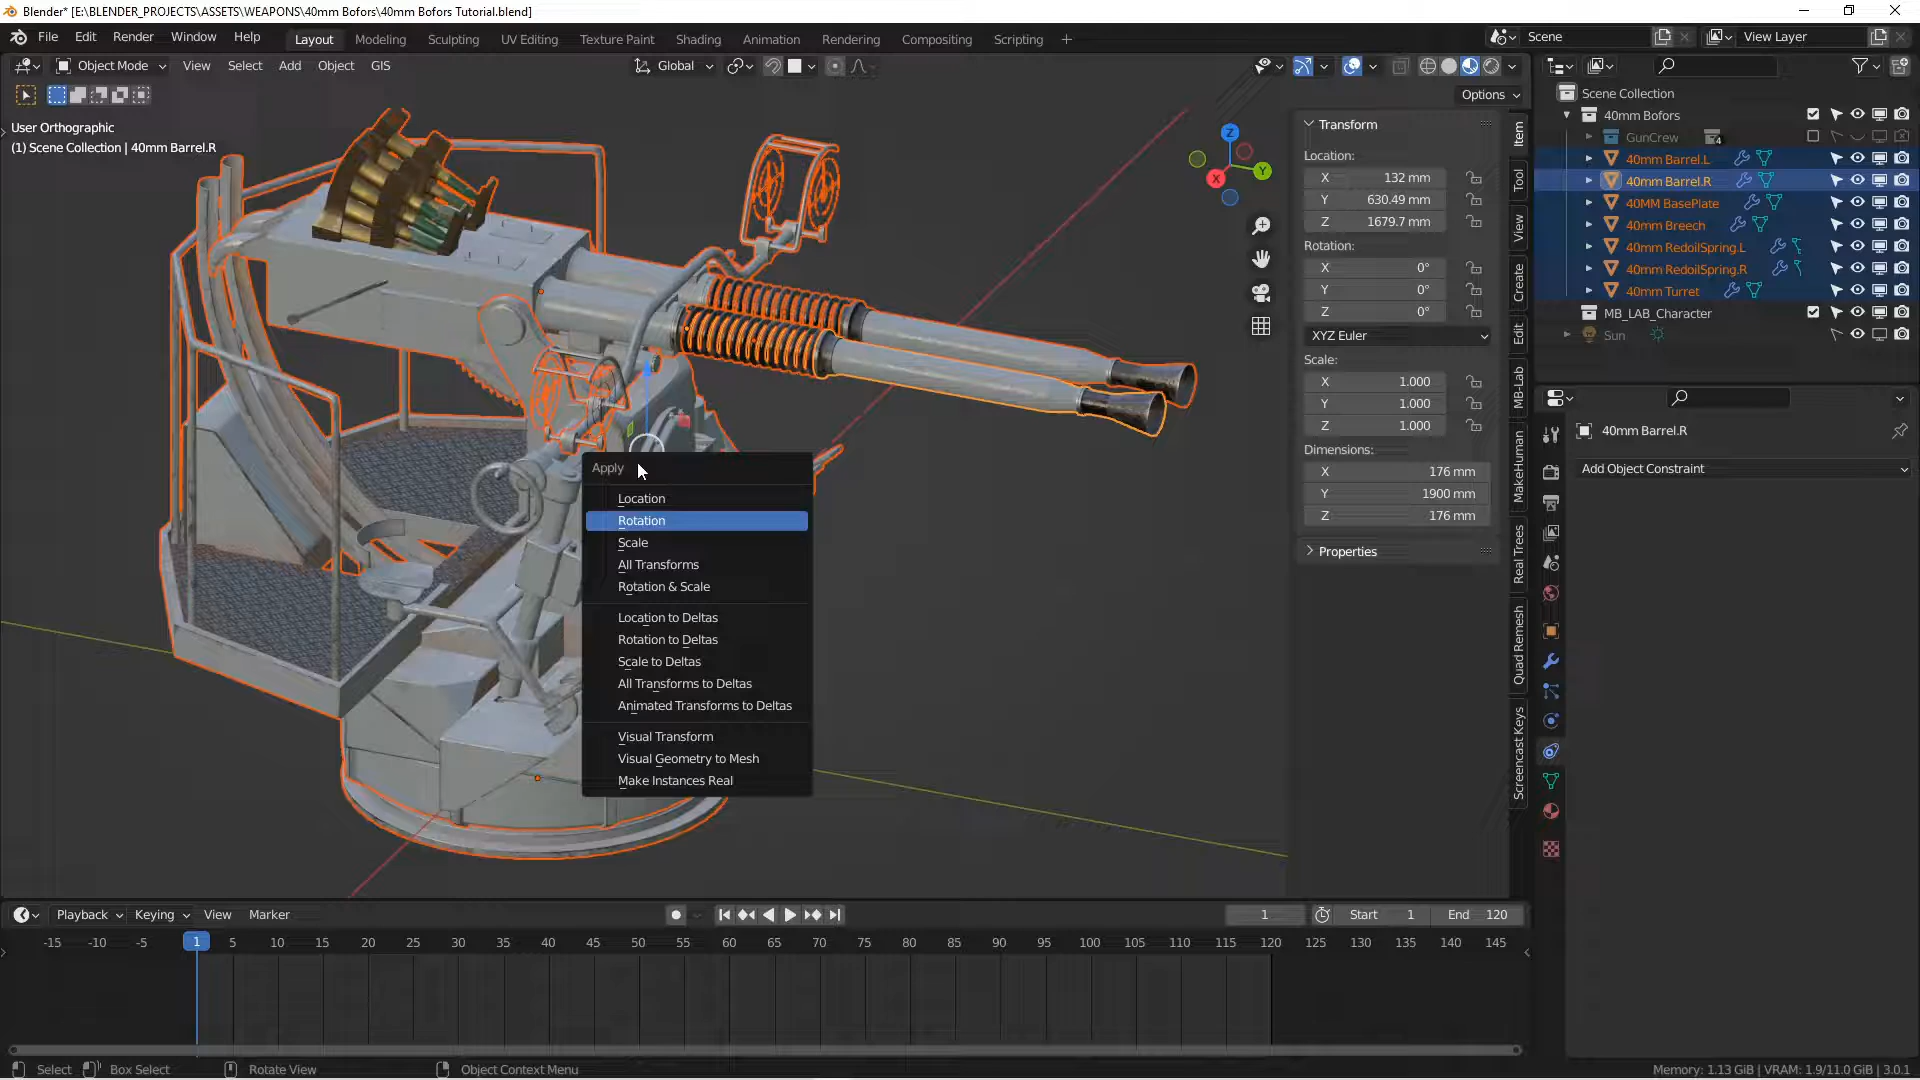 Blender* [E:\BLENDER_PROJECTS\ASSETS\WEAPONS\40mm Bofors\40mm Bofors Tutorial.blend]
File Edit Render Window Help Layout Modeling Sculpting UV Editing Texture Paint Shading Animation Rendering Compositing Scripting + Scene View Layer
Object Mode View Select Add Object GIS Global
Options
User Orthographic
(1) Scene Collection | 40mm Barrel.R
Z
Y
X
Transform
Location:
X 132 mm
Y 630.49 mm
Z 1679.7 mm
Rotation:
X 0°
Y 0°
Z 0°
XYZ Euler
Scale:
X 1.000
Y 1.000
Z 1.000
Dimensions:
X 176 mm
Y 1900 mm
Z 176 mm
Properties
Item
Tool
View
Create
Edit
MB-Lab
MakeHuman
Real Trees
Quad Remesh
Screencast Keys
Scene Collection
40mm Bofors
GunCrew 4
40mm Barrel.L
40mm Barrel.R
40MM BasePlate
40mm Breech
40mm RedoilSpring.L
40mm RedoilSpring.R
40mm Turret
MB_LAB_Character
Sun
40mm Barrel.R
Add Object Constraint
Apply
Location
Rotation
Scale
All Transforms
Rotation & Scale
Location to Deltas
Rotation to Deltas
Scale to Deltas
All Transforms to Deltas
Animated Transforms to Deltas
Visual Transform
Visual Geometry to Mesh
Make Instances Real
Playback Keying View Marker 1 Start 1 End 120
-15 -10 -5 1 5 10 15 20 25 30 35 40 45 50 55 60 65 70 75 80 85 90 95 100 105 110 115 120 125 130 135 140 145
Select Box Select Rotate View Object Context Menu Memory: 1.13 GiB | VRAM: 1.9/11.0 GiB | 3.0.1